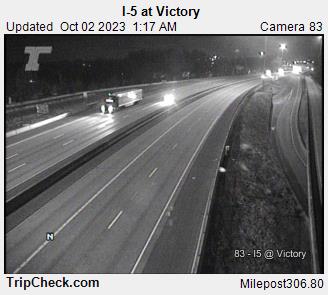 I-5 at Victory
Updated Oct 02 2023 1:17 AM Camera 83
T
N
83 - I5 @ Victory
TripCheck.com Milepost306.80